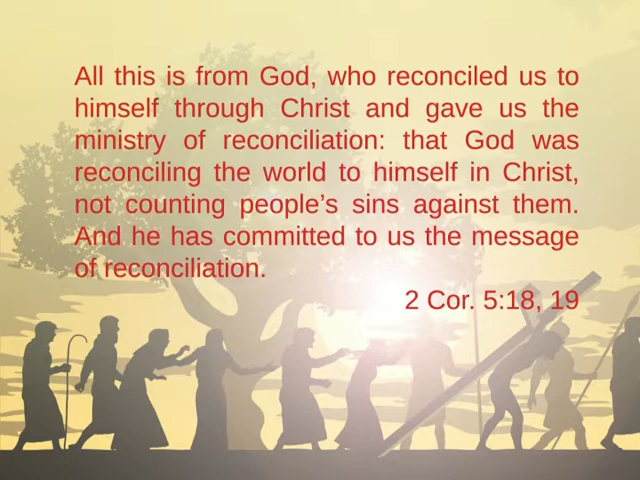 All this is from God, who reconciled us to
himself through Christ and gave us the
ministry of reconciliation: that God was
reconciling the world to himself in Christ,
not counting people’s sins against them.
And he has committed to us the message
of reconciliation.
2 Cor. 5:18, 19